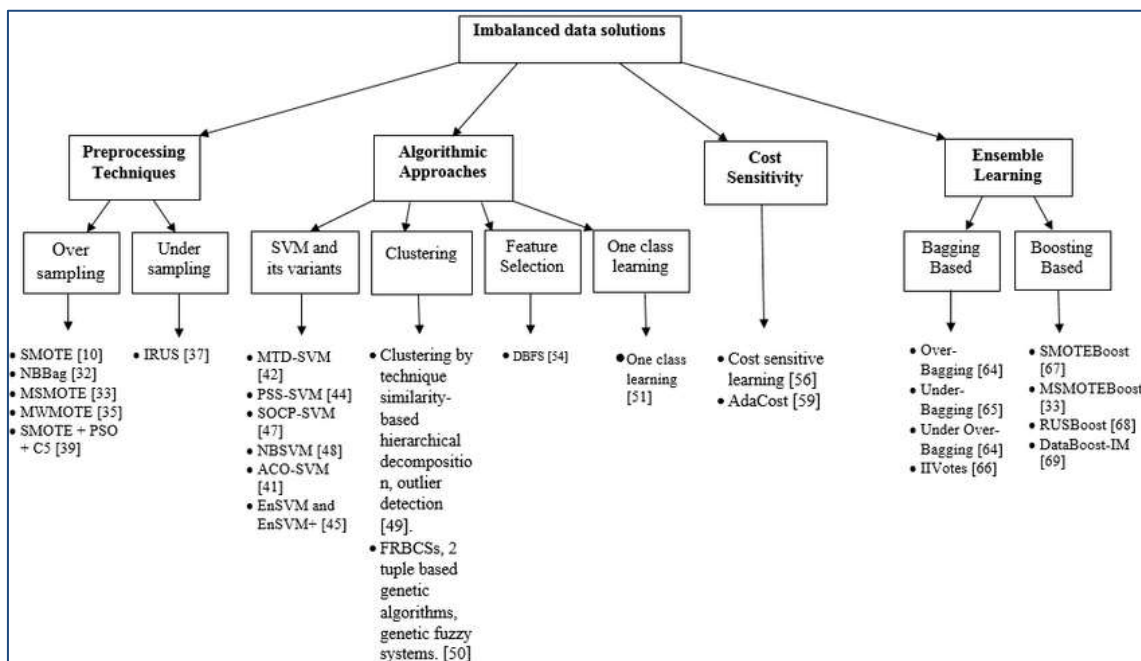 Imbalanced data solutions
Preprocessing
Techniques
Algorithmic
Approaches
Cost
Sensitivity
Ensemble
Learning
Over
sampling
Under
sampling
SVM and
its variants
Clustering
Feature
Selection
One class
learning
Bagging
Based
Boosting
Based
• SMOTE [10]
• NBBag [32]
• MSMOTE [33]
• MWMOTE [35]
• SMOTE + PSO
+ C5 [39]
• IRUS [37]
• MTD-SVM
[42]
• PSS-SVM [44]
• SOCP-SVM
[47]
• NBSVM [48]
• ACO-SVM
[41]
• EnSVM and
EnSVM+ [45]
• Clustering by
technique
similarity-
based
hierarchical
decompositio
n, outlier
detection
[49].
• FRBCSs, 2
tuple based
genetic
algorithms,
genetic fuzzy
systems. [50]
• DBFS [54]
• One class
learning
[51]
• Cost sensitive
learning [56]
• AdaCost [59]
• Over-
Bagging [64]
• Under-
Bagging [65]
• Under Over-
Bagging [64]
• IIVotes [66]
• SMOTEBoost
[67]
• MSMOTEBoost
[33]
• RUSBoost [68]
• DataBoost-IM
[69]